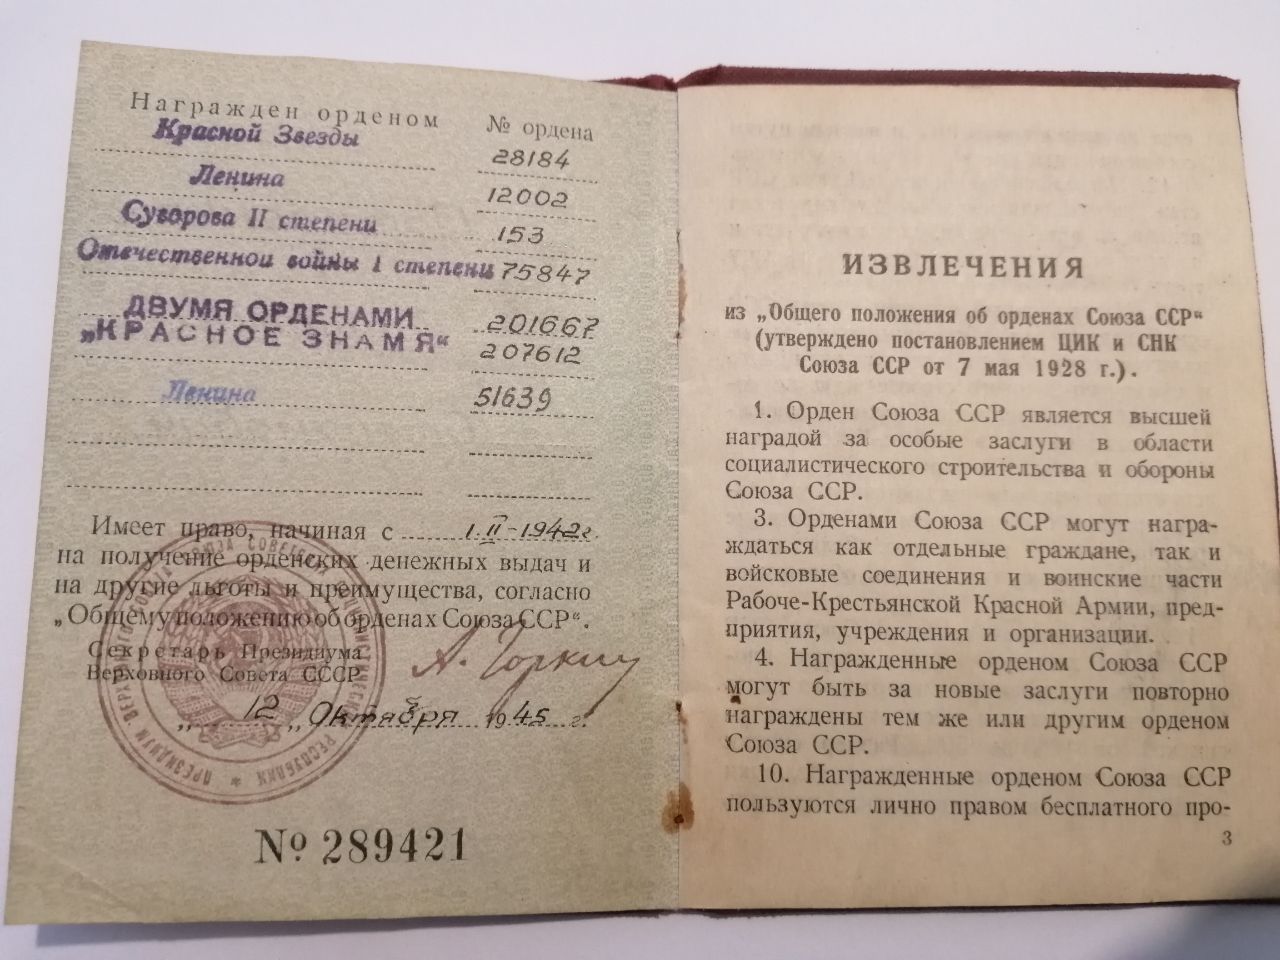 Награжден орденом № ордена
Красной Звезды 28184
Ленина 12002
Суворова II степени 153
Отечественной войны I степени 75847
ДВУМЯ ОРДЕНАМИ 201667
„КРАСНОЕ ЗНАМЯ“ 207612
Ленина 51639
Имеет право, начиная с 1.II-1942г.
на получение орденских денежных выдач и
на другие льготы и преимущества, согласно
„Общему положению об орденах Союза ССР“.
Секретарь Президиума
Верховного Совета СССР
А. Горкин
„12„ Октября 1945 г.
№ 289421
ИЗВЛЕЧЕНИЯ
из „Общего положения об орденах Союза ССР“
(утверждено постановлением ЦИК и СНК
Союза ССР от 7 мая 1928 г.).
1. Орден Союза ССР является высшей
наградой за особые заслуги в области
социалистического строительства и обороны
Союза ССР.
3. Орденами Союза ССР могут награ-
ждаться как отдельные граждане, так и
войсковые соединения и воинские части
Рабоче-Крестьянской Красной Армии, пред-
приятия, учреждения и организации.
4. Награжденные орденом Союза ССР
могут быть за новые заслуги повторно
награждены тем же или другим орденом
Союза ССР.
10. Награжденные орденом Союза ССР
пользуются лично правом бесплатного про-
3